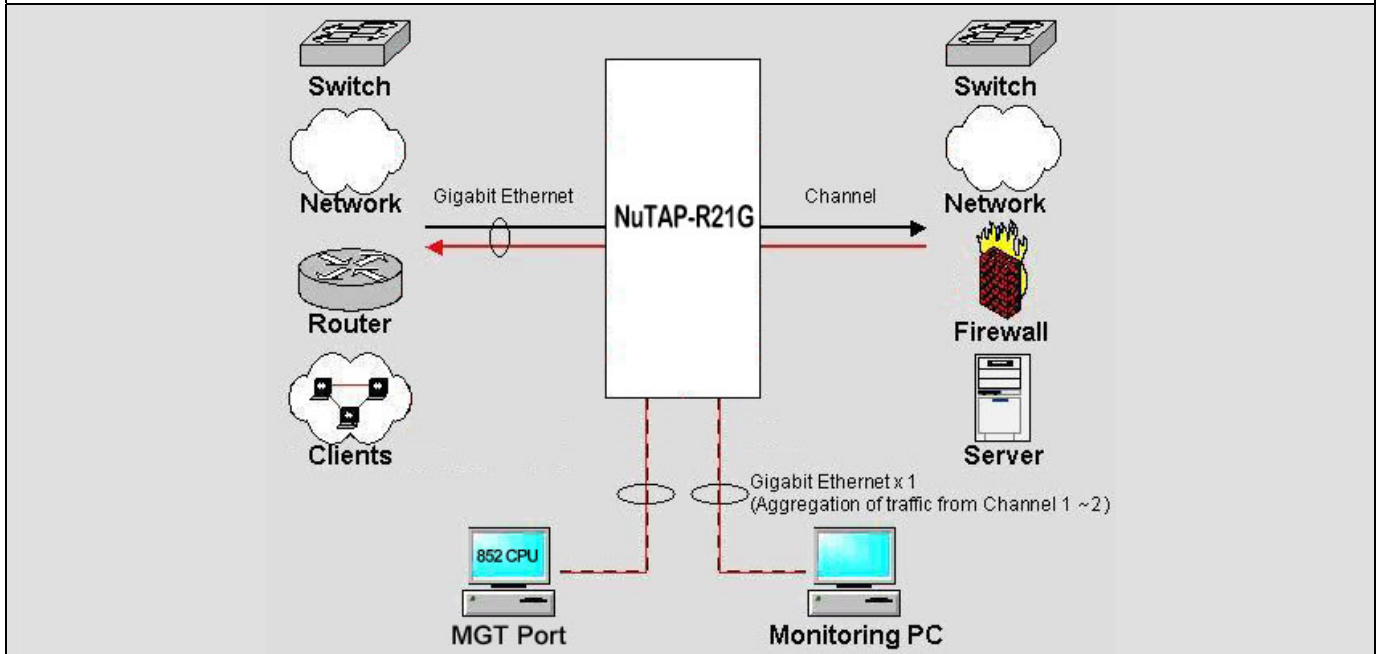 Switch
Network
Router
Clients
Gigabit Ethernet
NuTAP-R21G
Channel
Switch
Network
Firewall
Server
Gigabit Ethernet x 1
(Aggregation of traffic from Channel 1 ~2)
852 CPU
MGT Port
Monitoring PC